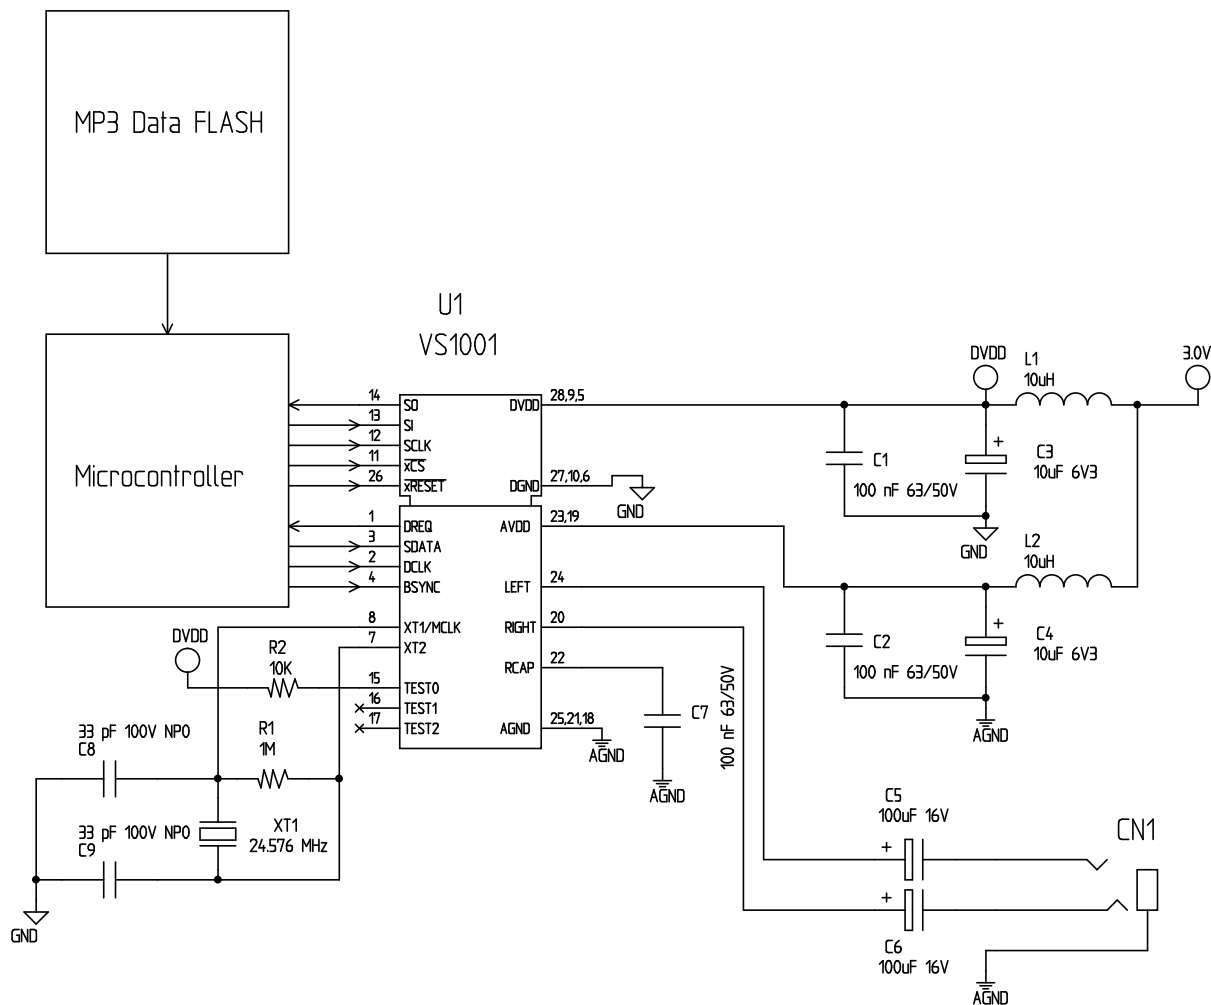 MP3 Data FLASH
U1
VS1001
Microcontroller
14
13
12
11
26
1
3
2
4
8
7
15
16
17
SO
SI
SCLK
xCS
xRESET
DREQ
SDATA
DCLK
BSYNC
XT1/MCLK
XT2
TEST0
TEST1
TEST2
DVDD
DGND
AVDD
LEFT
RIGHT
RCAP
AGND
28,9,5
27,10,6
23,19
24
20
22
25,21,18
GND
AGND
C7
100 nF 63/50V
AGND
DVDD
L1
10uH
3.0V
C1
100 nF 63/50V
+
C3
10uF 6V3
GND
L2
10uH
C2
100 nF 63/50V
+
C4
10uF 6V3
AGND
DVDD
R2
10K
33 pF 100V NPO
C8
R1
1M
33 pF 100V NPO
C9
XT1
24.576 MHz
GND
C5
100uF 16V
+
CN1
+
C6
100uF 16V
AGND